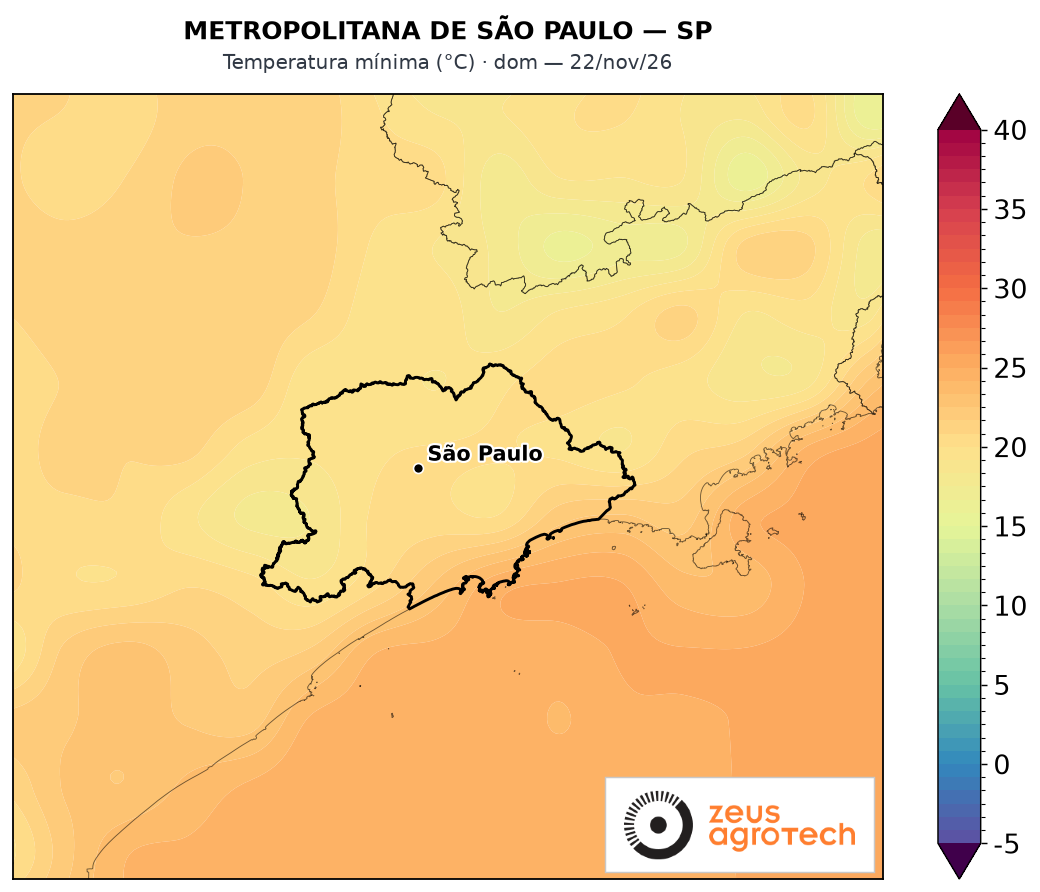 METROPOLITANA DE SÃO PAULO — SP
Temperatura mínima (°C) · dom — 22/nov/26
São Paulo
40
35
30
25
20
15
10
5
0
-5
zeus
agrotech